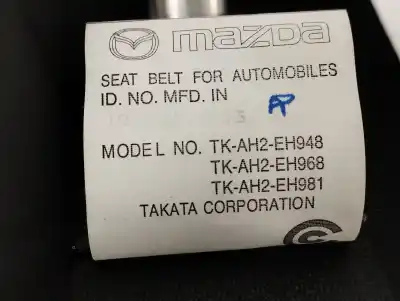 mazda
SEAT BELT FOR AUTOMOBILES
ID. NO. MFD. IN
MODEL NO. TK-AH2-EH948
TK-AH2-EH968
TK-AH2-EH981
TAKATA CORPORATION